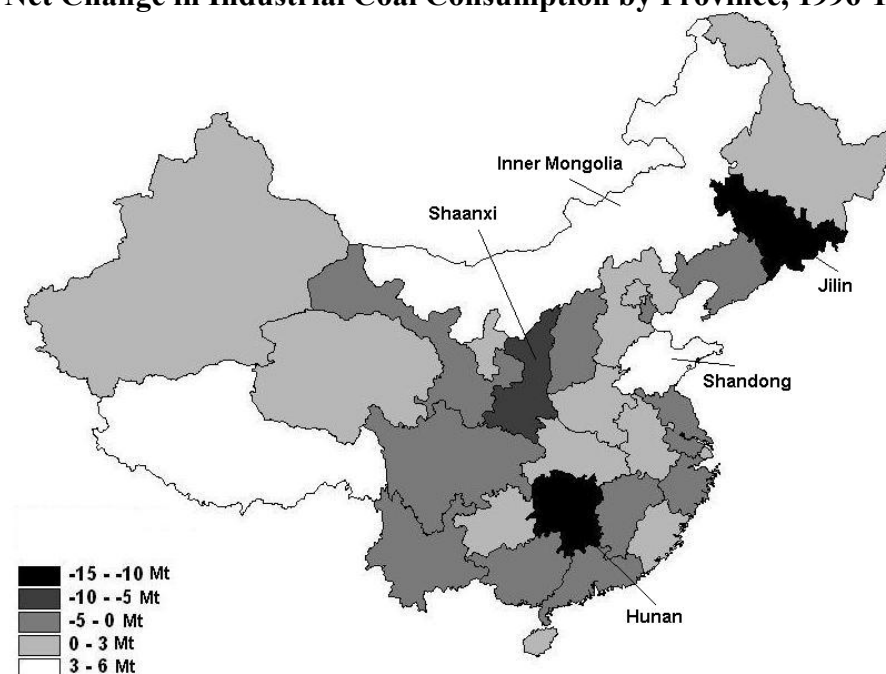 Net Change in Industrial Coal Consumption by Province, 1996-1
Inner Mongolia
Shaanxi
Jilin
Shandong
Hunan
-15 - -10 Mt
-10 - -5 Mt
-5 - 0 Mt
0 - 3 Mt
3 - 6 Mt